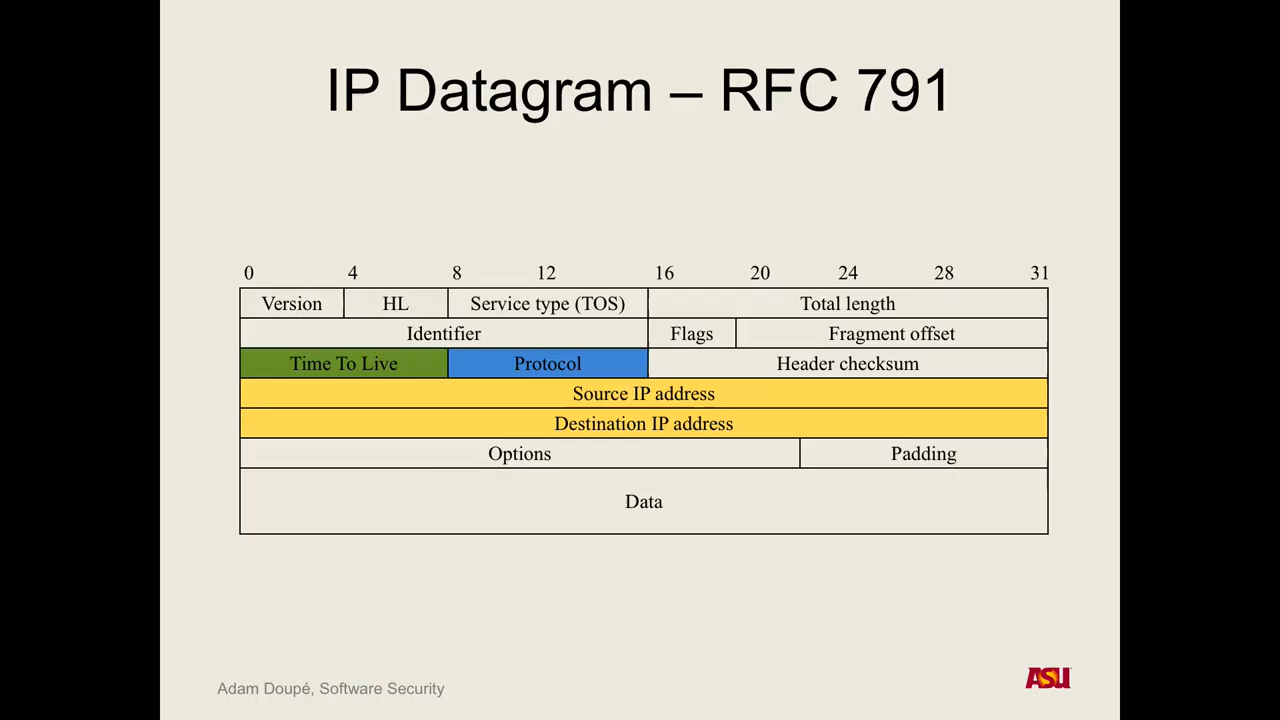 IP Datagram – RFC 791
0 4 8 12 16 20 24 28 31
Version HL Service type (TOS) Total length
Identifier Flags Fragment offset
Time To Live Protocol Header checksum
Source IP address
Destination IP address
Options Padding
Data
Adam Doupé, Software Security
ASU